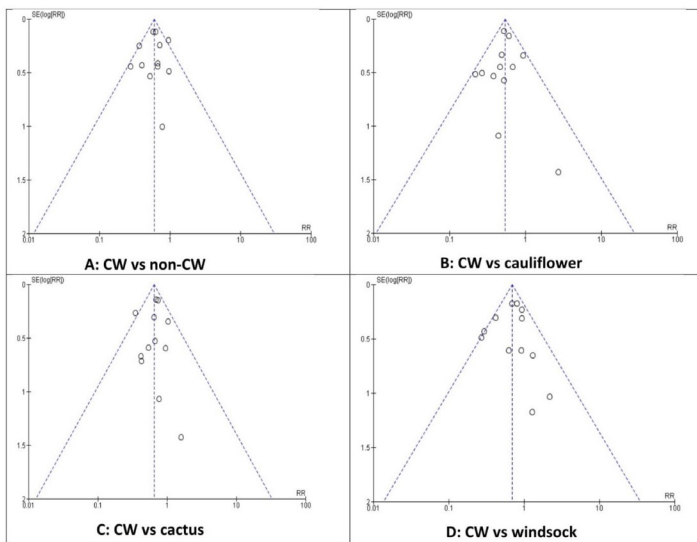 SE(log[RR])
0
0.5
1
1.5
2
0.01 0.1 1 10 100
RR
A: CW vs non-CW
SE(log[RR])
0
0.5
1
1.5
2
0.01 0.1 1 10 100
RR
B: CW vs cauliflower
SE(log[RR])
0
0.5
1
1.5
2
0.01 0.1 1 10 100
RR
C: CW vs cactus
SE(log[RR])
0
0.5
1
1.5
2
0.01 0.1 1 10 100
RR
D: CW vs windsock